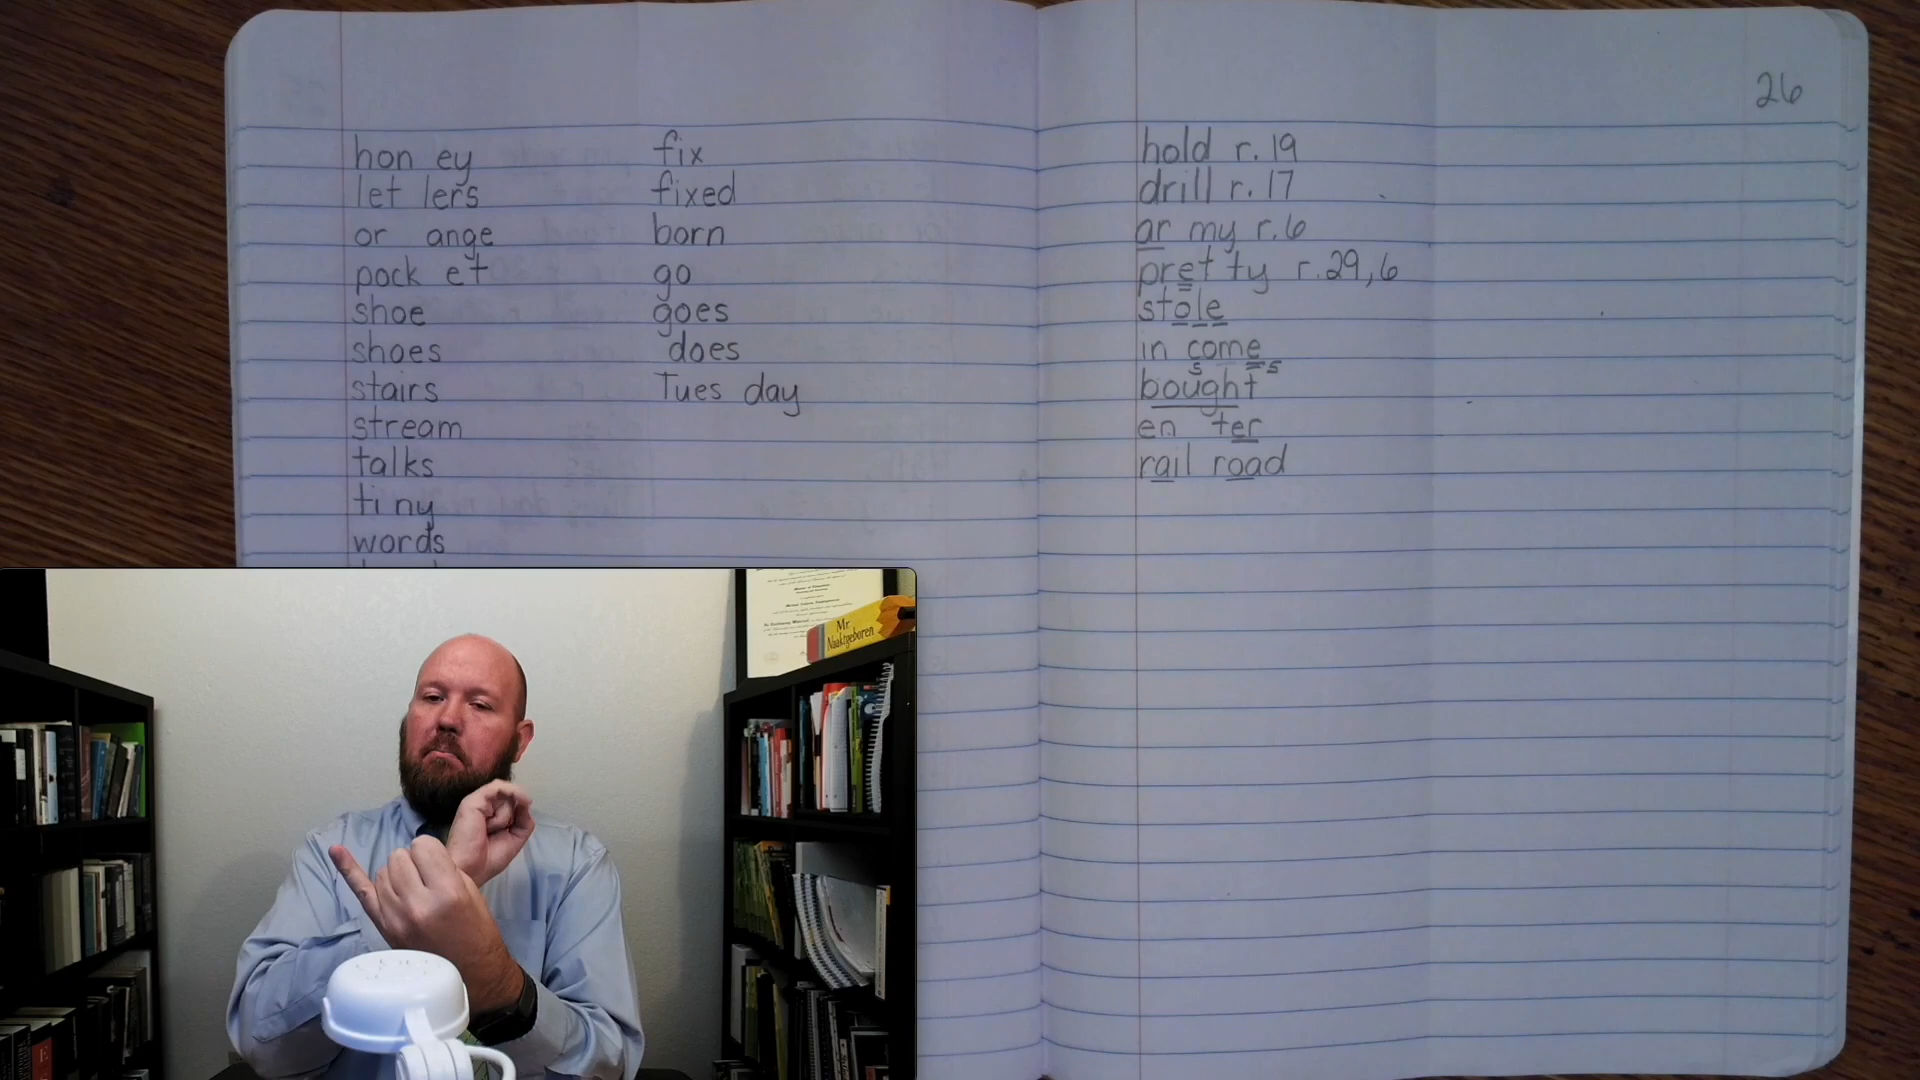 26
hon ey
let lers
or ange
pock et
shoe
shoes
stairs
stream
talks
ti ny
words
fix
fixed
born
go
goes
does
Tues day
hold r. 19
drill r. 17
ar my r. 6
pret ty r. 29, 6
stole
in come
s s
bought
en ter
rail road
Mr.
Naaktgeboren